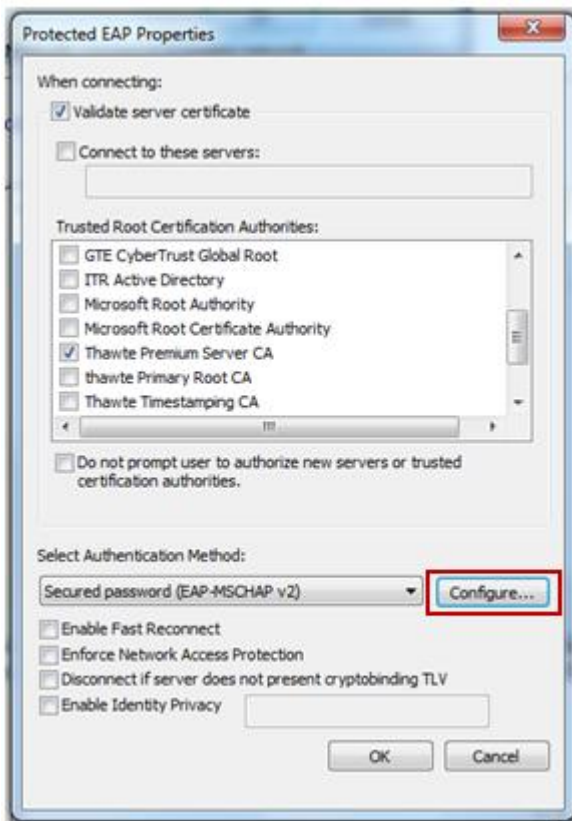 Protected EAP Properties
When connecting:
Validate server certificate
Connect to these servers:
Trusted Root Certification Authorities:
GTE CyberTrust Global Root
ITR Active Directory
Microsoft Root Authority
Microsoft Root Certificate Authority
Thawte Premium Server CA
thawte Primary Root CA
Thawte Timestamping CA
Do not prompt user to authorize new servers or trusted
certification authorities.
Select Authentication Method:
Secured password (EAP-MSCHAP v2) Configure...
Enable Fast Reconnect
Enforce Network Access Protection
Disconnect if server does not present cryptobinding TLV
Enable Identity Privacy
OK Cancel